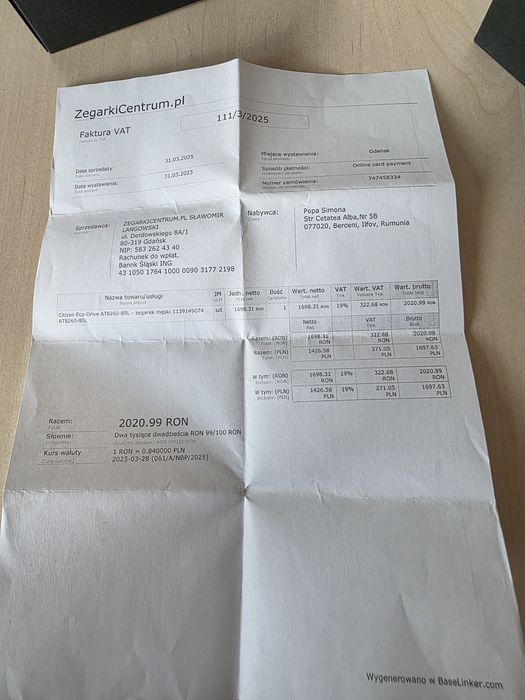 ZegarkiCentrum.pl
Faktura VAT
111/3/2025
Data sprzedaży: 31.03.2025
Data wystawienia: 31.03.2025
Miejsce wystawienia: Gdańsk
Sposób płatności: Online card payment
Numer zamówienia: 747458334
Sprzedawca:
ZEGARKICENTRUM.PL SŁAWOMIR
LANGOWSKI
ul. Derdowskiego 8A/1
80-319 Gdańsk
NIP: 583 262 43 40
Rachunek do wpłat.
Bannk Śląski ING
43 1050 1764 1000 0090 3177 2198
Nabywca:
Popa Simona
Str Cetatea Alba,Nr 5B
077020, Berceni, Ilfov, Rumunia
Nazwa towaru/usługi JM Jedn. netto Ilość Wart. netto VAT Wart. VAT Wart. brutto
Citizen Eco-Drive AT8260-85L - zegarek męski 1139149074 szt 1698.31 RON 1 1698.31 RON 19% 322.68 RON 2020.99 RON
AT8260-85L
Netto VAT Brutto
Razem: (RON) 1698.31 RON 322.68 RON 2020.99 RON
Razem: (PLN) 1426.58 PLN 271.05 PLN 1697.63 PLN
W tym: (RON) 1698.31 RON 19% 322.68 RON 2020.99 RON
W tym: (PLN) 1426.58 PLN 19% 271.05 PLN 1697.63 PLN
Razem: 2020.99 RON
Słownie: Dwa tysiące dwadzieścia RON 99/100 RON
Kurs waluty 1 RON = 0.840000 PLN
2025-03-28 (061/A/NBP/2025)
Wygenerowano w BaseLinker.com